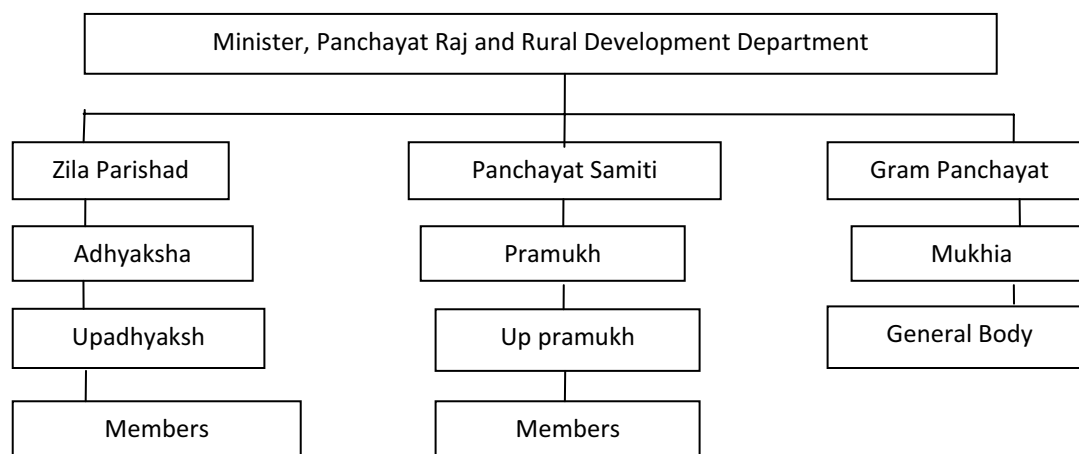 Minister, Panchayat Raj and Rural Development Department
Zila Parishad
Panchayat Samiti
Gram Panchayat
Adhyaksha
Pramukh
Mukhia
Upadhyaksh
Up pramukh
General Body
Members
Members